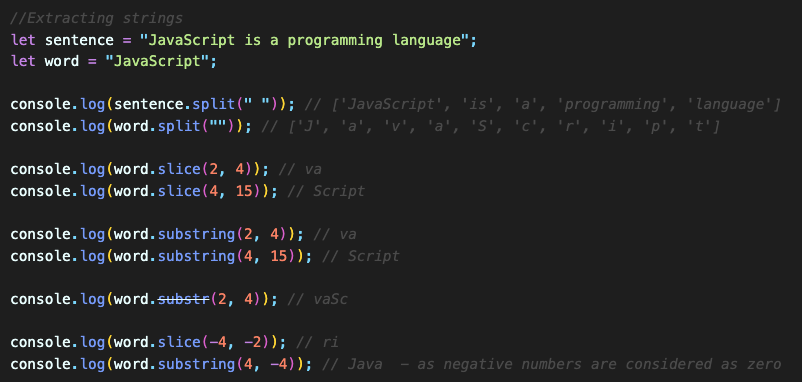 //Extracting strings
let sentence = "JavaScript is a programming language";
let word = "JavaScript";
console.log(sentence.split(" ")); // ['JavaScript', 'is', 'a', 'programming', 'language']
console.log(word.split("")); // ['J', 'a', 'v', 'a', 'S', 'c', 'r', 'i', 'p', 't']
console.log(word.slice(2, 4)); // va
console.log(word.slice(4, 15)); // Script
console.log(word.substring(2, 4)); // va
console.log(word.substring(4, 15)); // Script
console.log(word.substr(2, 4)); // vaSc
console.log(word.slice(-4, -2)); // ri
console.log(word.substring(4, -4)); // Java  - as negative numbers are considered as zero